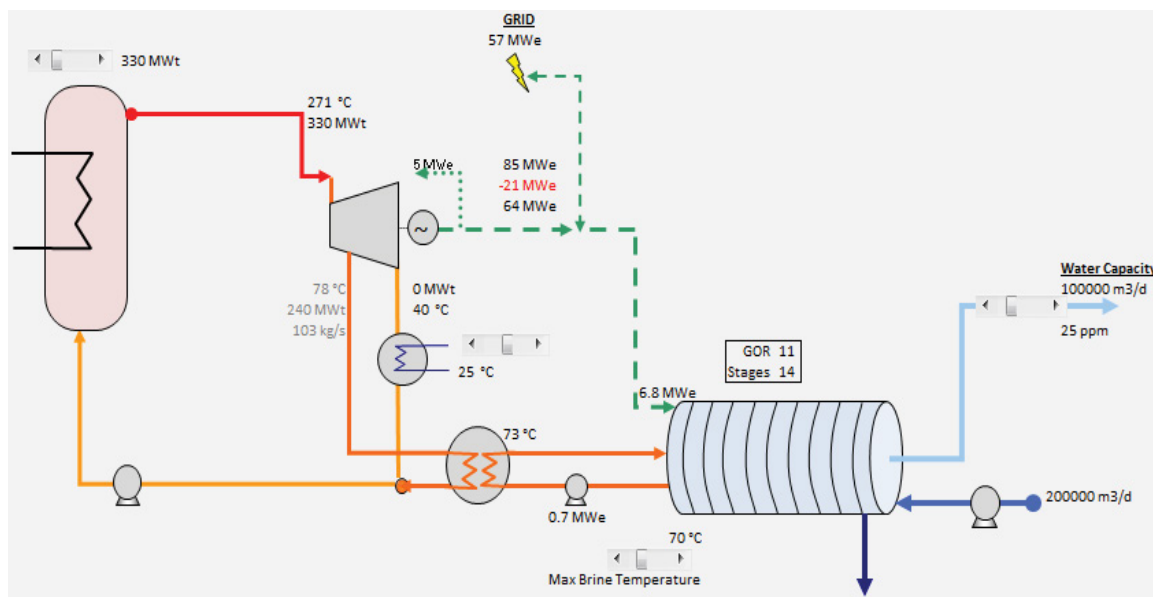 GRID
57 MWe
330 MWt
271 °C
330 MWt
5 MWe
85 MWe
-21 MWe
64 MWe
~
78 °C
240 MWt
103 kg/s
0 MWt
40 °C
25 °C
Water Capacity
100000 m3/d
25 ppm
GOR 11
Stages 14
6.8 MWe
73 °C
0.7 MWe
200000 m3/d
70 °C
Max Brine Temperature